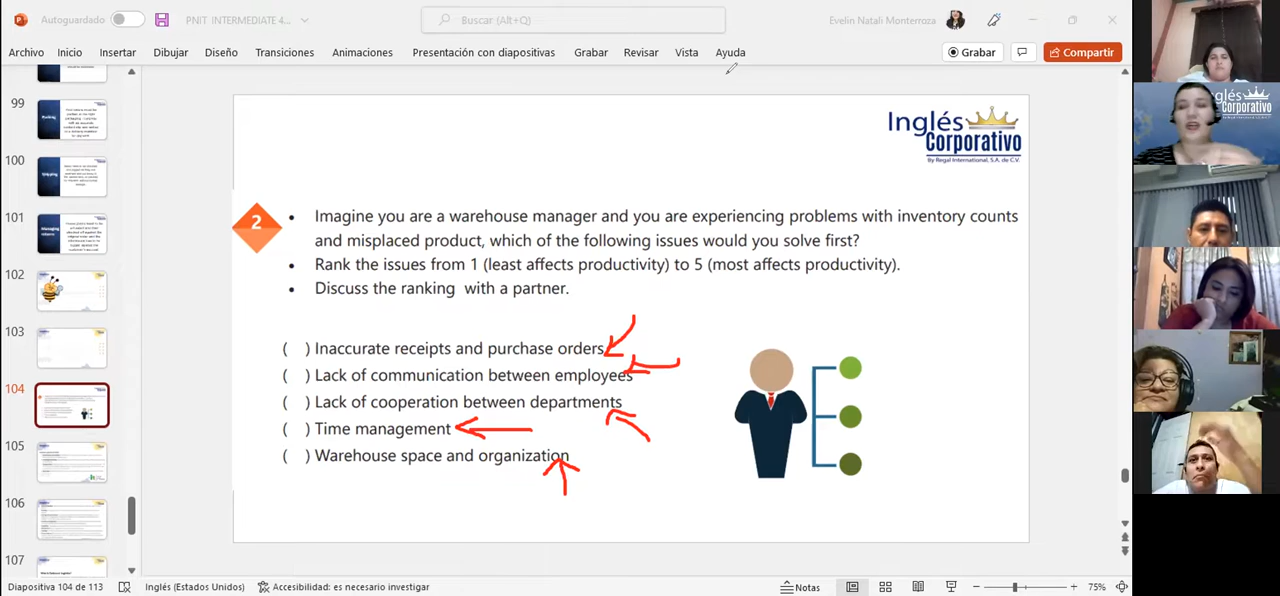 Autoguardado
PNIT INTERMEDIATE 4...
Buscar (Alt+Q)
Evelin Natali Monterroza
Archivo Inicio Insertar Dibujar Diseño Transiciones Animaciones Presentación con diapositivas Grabar Revisar Vista Ayuda
Grabar
Compartir
99
100
101
102
103
104
105
106
107
Inglés
Corporativo
By Regal International, S.A. de C.V.
2
• Imagine you are a warehouse manager and you are experiencing problems with inventory counts
and misplaced product, which of the following issues would you solve first?
• Rank the issues from 1 (least affects productivity) to 5 (most affects productivity).
• Discuss the ranking with a partner.
( ) Inaccurate receipts and purchase orders
( ) Lack of communication between employees
( ) Lack of cooperation between departments
( ) Time management
( ) Warehouse space and organization
Inglés
Corporativo
Diapositiva 104 de 113
Inglés (Estados Unidos)
Accesibilidad: es necesario investigar
Notas
75%